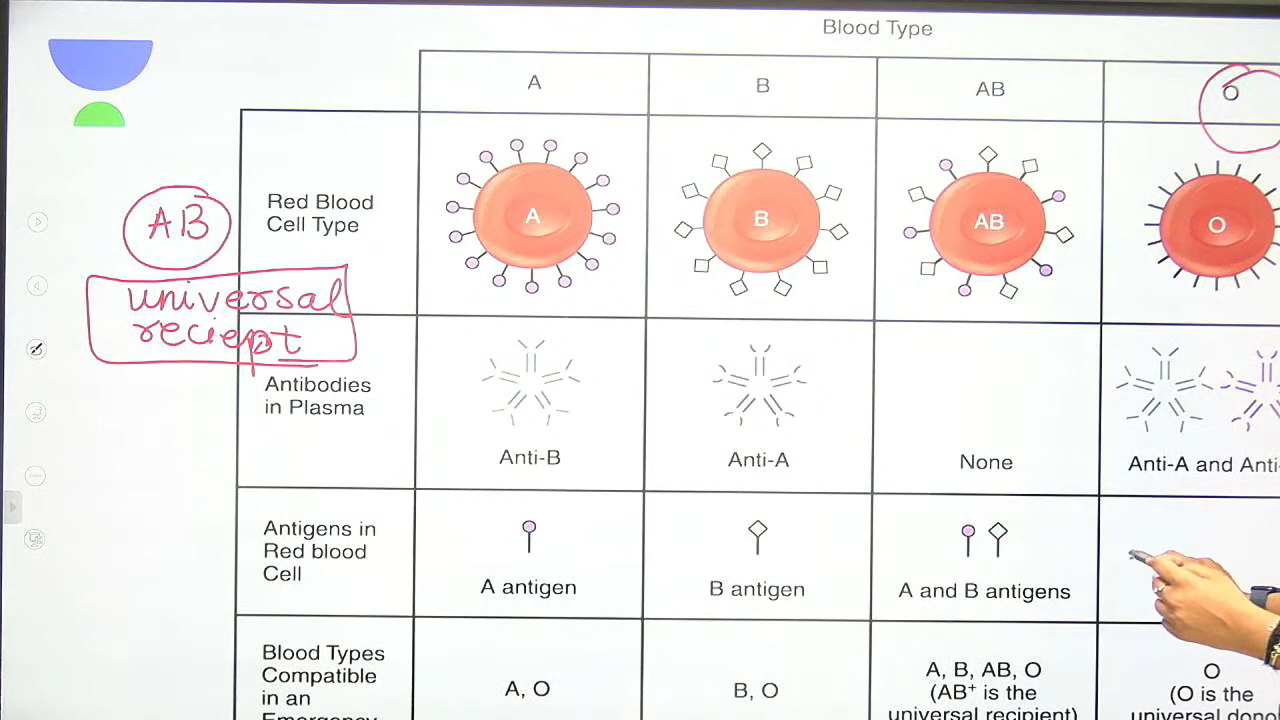 Blood Type
A B AB O
Red Blood
Cell Type
A B AB O
AB
universal
reciept
Antibodies
in Plasma
Anti-B Anti-A None Anti-A and Anti-
Antigens in
Red blood
Cell
A antigen B antigen A and B antigens
Blood Types
Compatible
in an
Emergency
A, O B, O A, B, AB, O O
(AB+ is the (O is the
universal recipient) universal dono